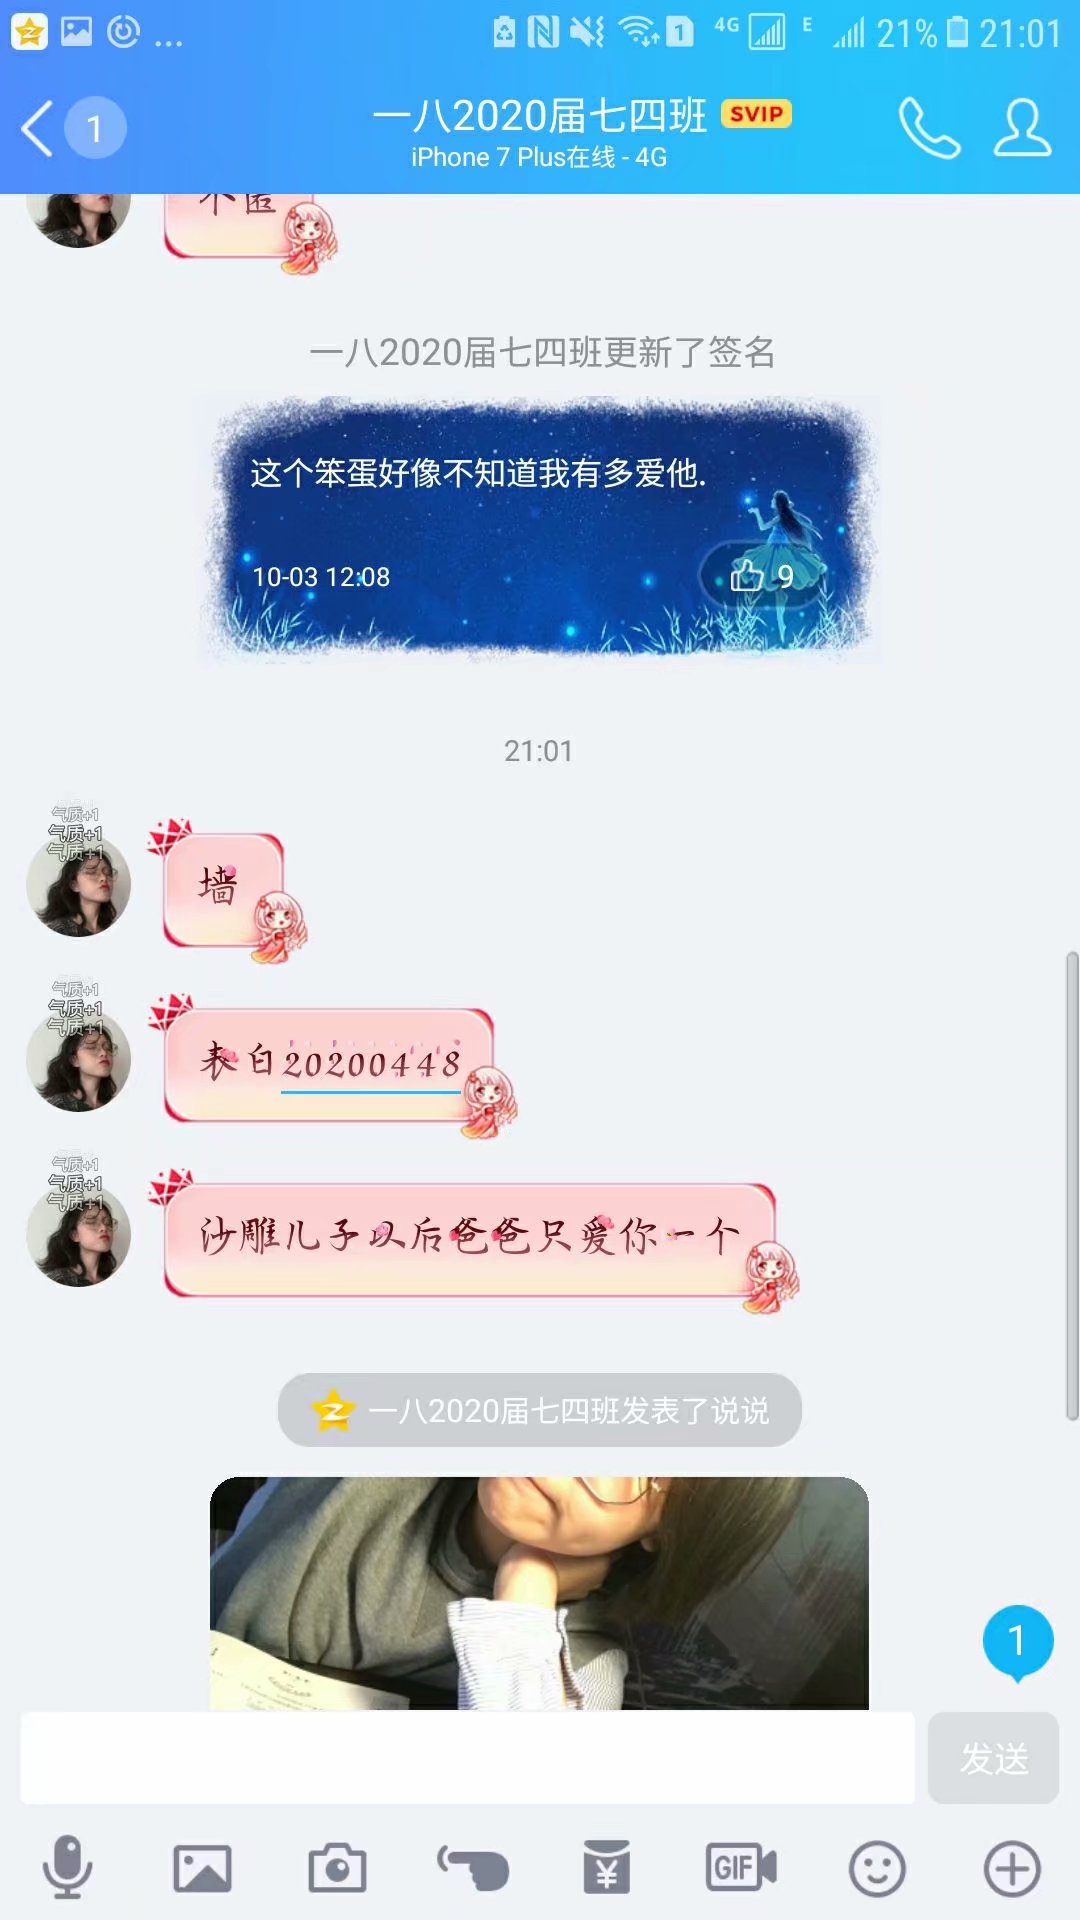 4G
E
21%
21:01
1
一八2020届七四班 SVIP
iPhone 7 Plus在线 - 4G
不匿
一八2020届七四班更新了签名
这个笨蛋好像不知道我有多爱他.
10-03 12:08
9
21:01
气质+1
气质+1
气质+1
墙
气质+1
气质+1
气质+1
表白20200448
气质+1
气质+1
气质+1
沙雕儿子以后爸爸只爱你一个
一八2020届七四班发表了说说
1
发送
GIF